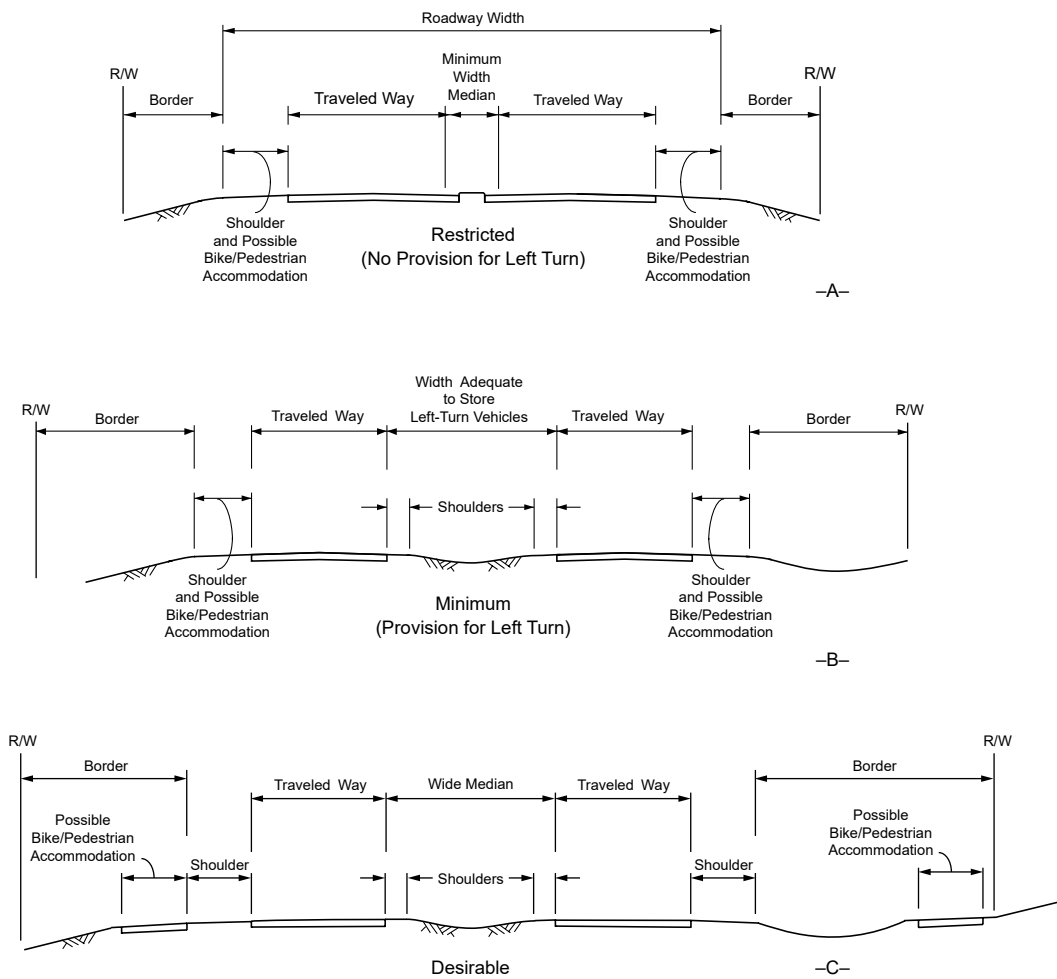 Roadway Width
R/W
Border
Traveled Way
Minimum
Width
Median
Traveled Way
Border
R/W
Shoulder
and Possible
Bike/Pedestrian
Accommodation
Restricted
(No Provision for Left Turn)
Shoulder
and Possible
Bike/Pedestrian
Accommodation
–A–
R/W
Border
Traveled Way
Width Adequate
to Store
Left-Turn Vehicles
Traveled Way
Border
R/W
Shoulders
Shoulder
and Possible
Bike/Pedestrian
Accommodation
Minimum
(Provision for Left Turn)
Shoulder
and Possible
Bike/Pedestrian
Accommodation
–B–
R/W
Border
Traveled Way
Wide Median
Traveled Way
Border
R/W
Possible
Bike/Pedestrian
Accommodation
Shoulder
Shoulders
Shoulder
Possible
Bike/Pedestrian
Accommodation
Desirable
–C–